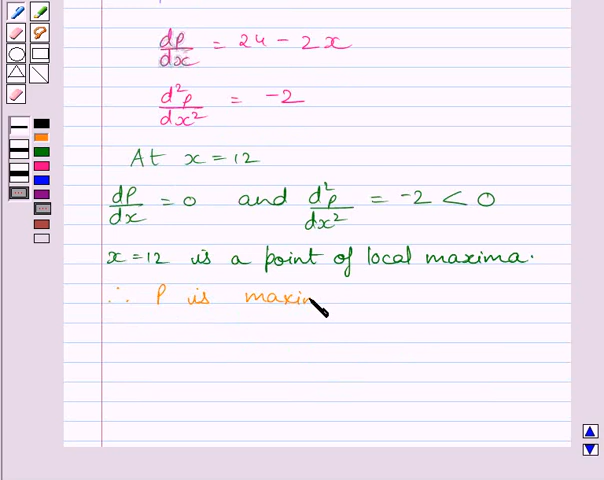 dp/dx = 24 - 2x
d²p/dx² = -2
At x = 12
dp/dx = 0 and d²p/dx² = -2 < 0
x = 12 is a point of local maxima.
∴ P is maxim